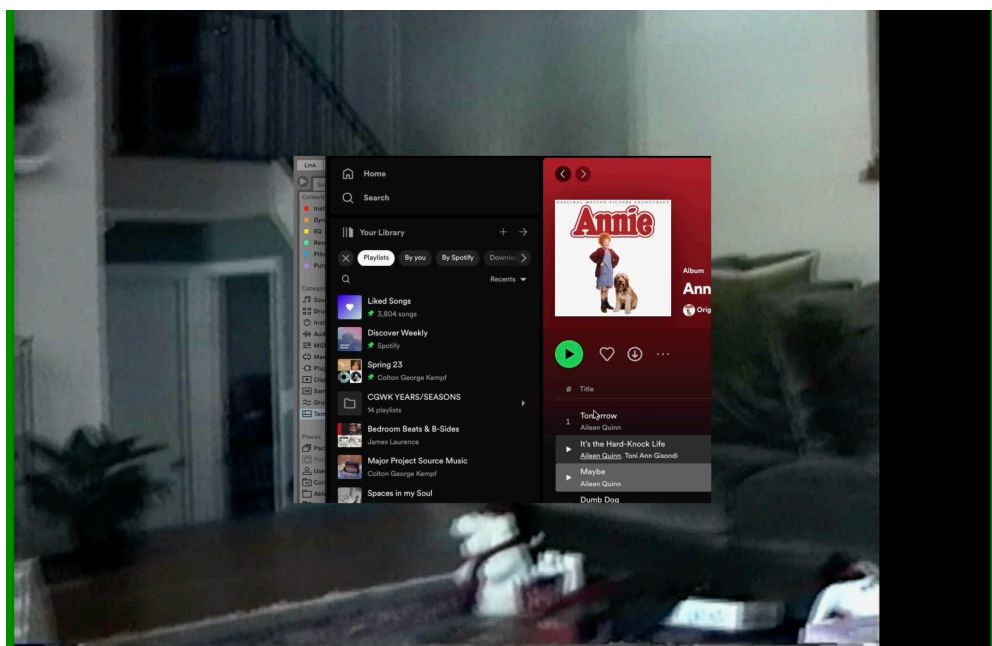 Link
Home
Search
Your Library
Playlists
By you
By Spotify
Recents
Liked Songs
3,804 songs
Discover Weekly
Spotify
Spring 23
Colton George Kempf
CGWK YEARS/SEASONS
14 playlists
Bedroom Beats & B-Sides
James Laurence
Major Project Source Music
Colton George Kempf
Spaces in my Soul
ORIGINAL MOTION PICTURE SOUNDTRACK
Annie
Album
Ann
Orig
# Title
1
Tomorrow
Aileen Quinn
It's the Hard-Knock Life
Aileen Quinn, Toni Ann Gisondi
Maybe
Aileen Quinn
Dumb Dog